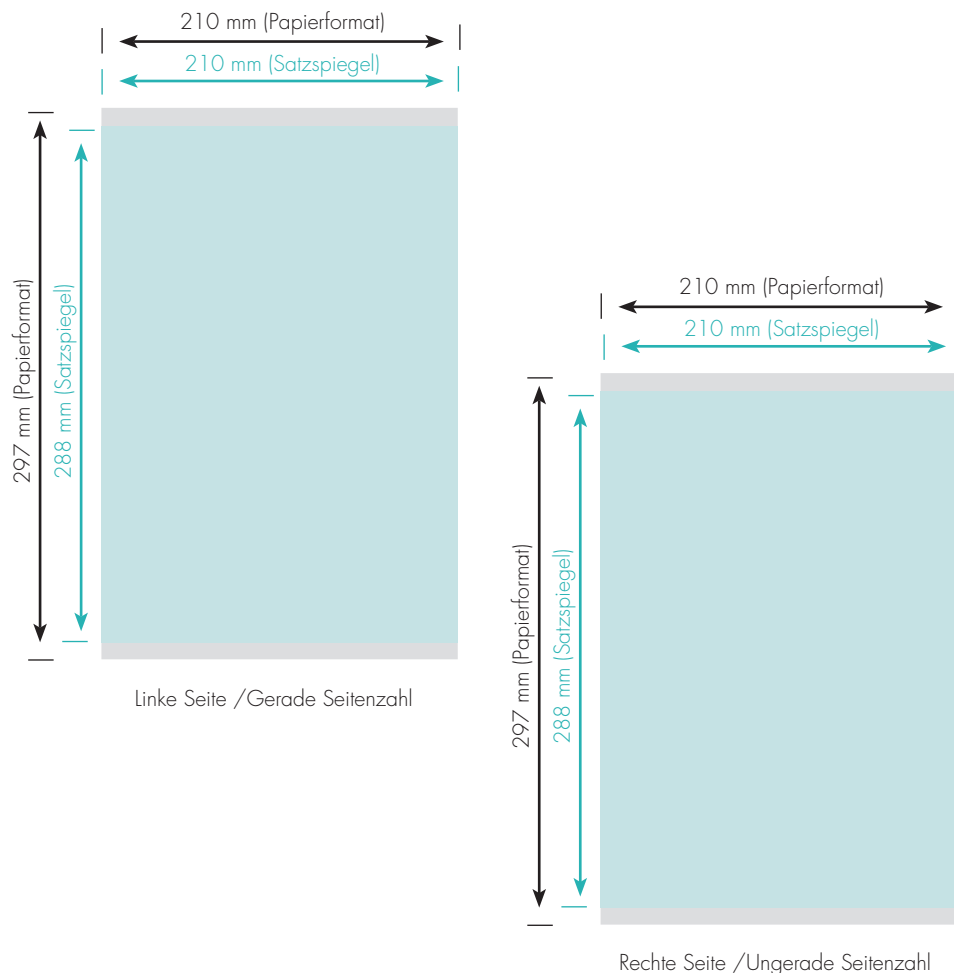 210 mm (Papierformat)
210 mm (Satzspiegel)
297 mm (Papierformat)
288 mm (Satzspiegel)
Linke Seite /Gerade Seitenzahl
210 mm (Papierformat)
210 mm (Satzspiegel)
297 mm (Papierformat)
288 mm (Satzspiegel)
Rechte Seite /Ungerade Seitenzahl